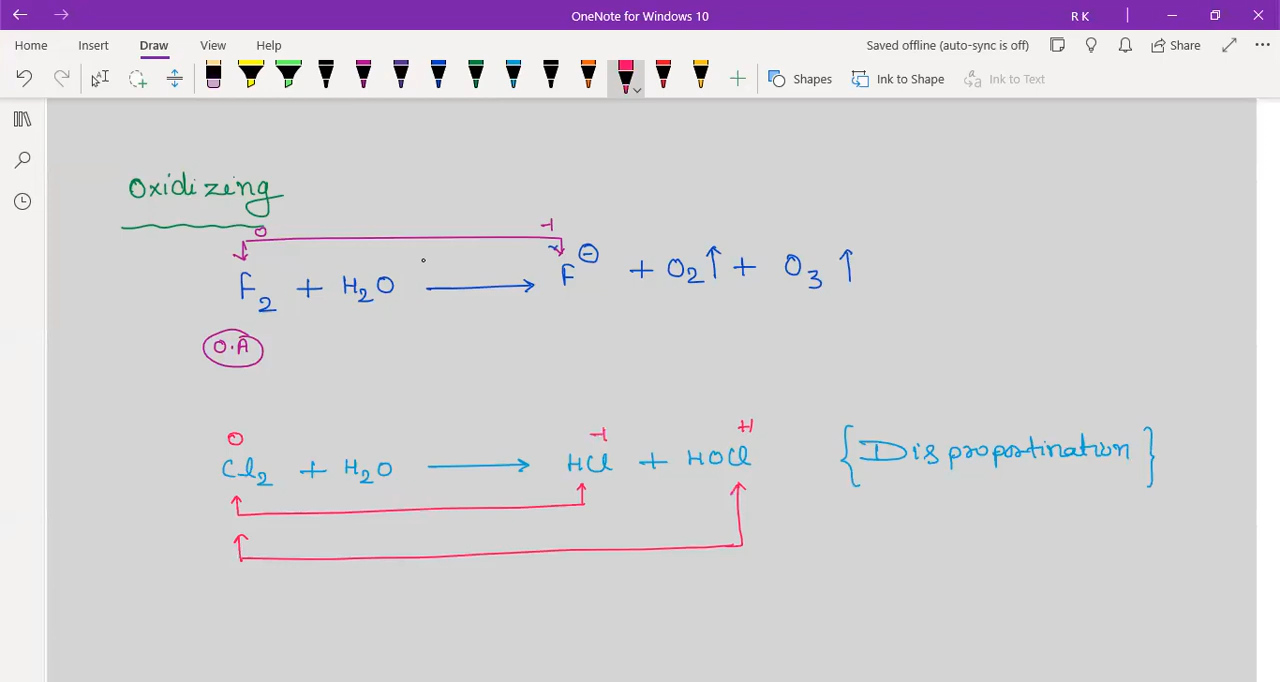 OneNote for Windows 10
R K
Home Insert Draw View Help
Saved offline (auto-sync is off) Share
Shapes Ink to Shape Ink to Text
Oxidizing
0 -1
F2 + H2O ⟶ F⊖ + O2↑ + O3↑
O.A
0 -1 +1
Cl2 + H2O ⟶ HCl + HOCl {Disproportination}